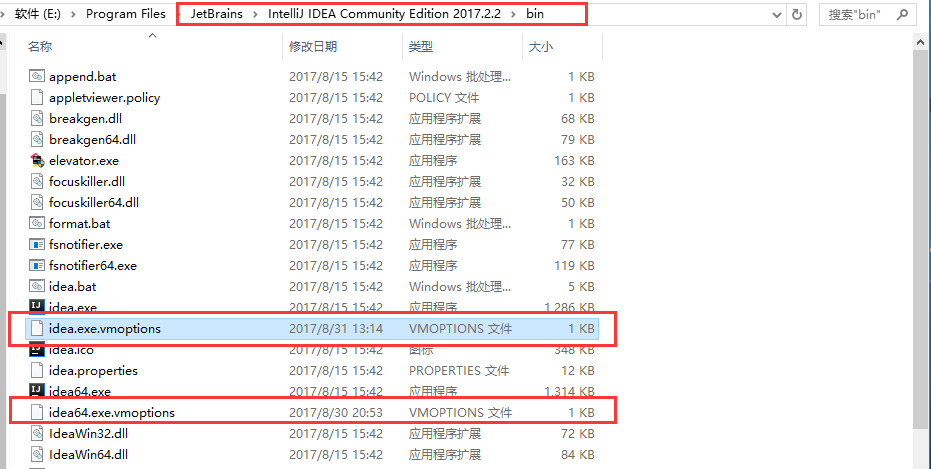 软件 (E:) › Program Files › JetBrains › IntelliJ IDEA Community Edition 2017.2.2 › bin 搜索"bin"
名称 修改日期 类型 大小
append.bat 2017/8/15 15:42 Windows 批处理... 1 KB
appletviewer.policy 2017/8/15 15:42 POLICY 文件 1 KB
breakgen.dll 2017/8/15 15:42 应用程序扩展 68 KB
breakgen64.dll 2017/8/15 15:42 应用程序扩展 79 KB
elevator.exe 2017/8/15 15:42 应用程序 163 KB
focuskiller.dll 2017/8/15 15:42 应用程序扩展 32 KB
focuskiller64.dll 2017/8/15 15:42 应用程序扩展 50 KB
format.bat 2017/8/15 15:42 Windows 批处理... 1 KB
fsnotifier.exe 2017/8/15 15:42 应用程序 77 KB
fsnotifier64.exe 2017/8/15 15:42 应用程序 119 KB
idea.bat 2017/8/15 15:42 Windows 批处理... 5 KB
idea.exe 2017/8/15 15:42 应用程序 1,286 KB
idea.exe.vmoptions 2017/8/31 13:14 VMOPTIONS 文件 1 KB
idea.ico 2017/8/15 15:42 图标 348 KB
idea.properties 2017/8/15 15:42 PROPERTIES 文件 12 KB
idea64.exe 2017/8/15 15:42 应用程序 1,314 KB
idea64.exe.vmoptions 2017/8/30 20:53 VMOPTIONS 文件 1 KB
IdeaWin32.dll 2017/8/15 15:42 应用程序扩展 72 KB
IdeaWin64.dll 2017/8/15 15:42 应用程序扩展 84 KB